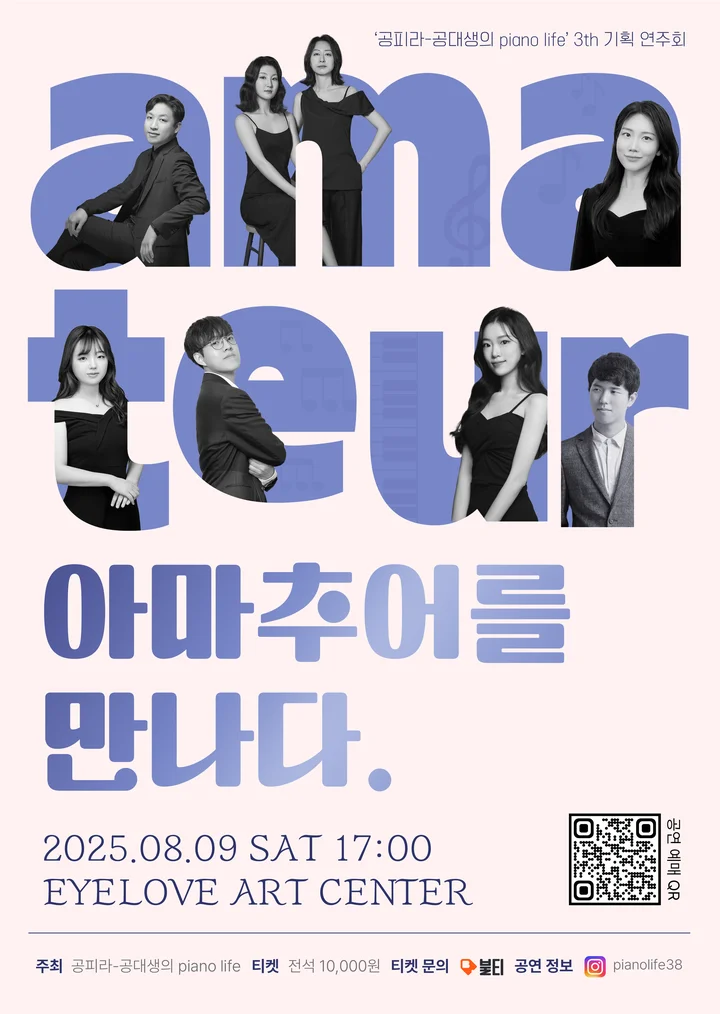 ‘공피라-공대생의 piano life’ 3th 기획 연주회
ama
teur
아마추어를
만나다.
2025.08.09 SAT 17:00
EYELOVE ART CENTER
공연 예매 QR
주최 공피라-공대생의 piano life 티켓 전석 10,000원 티켓 문의 붙티 공연 정보 pianolife38